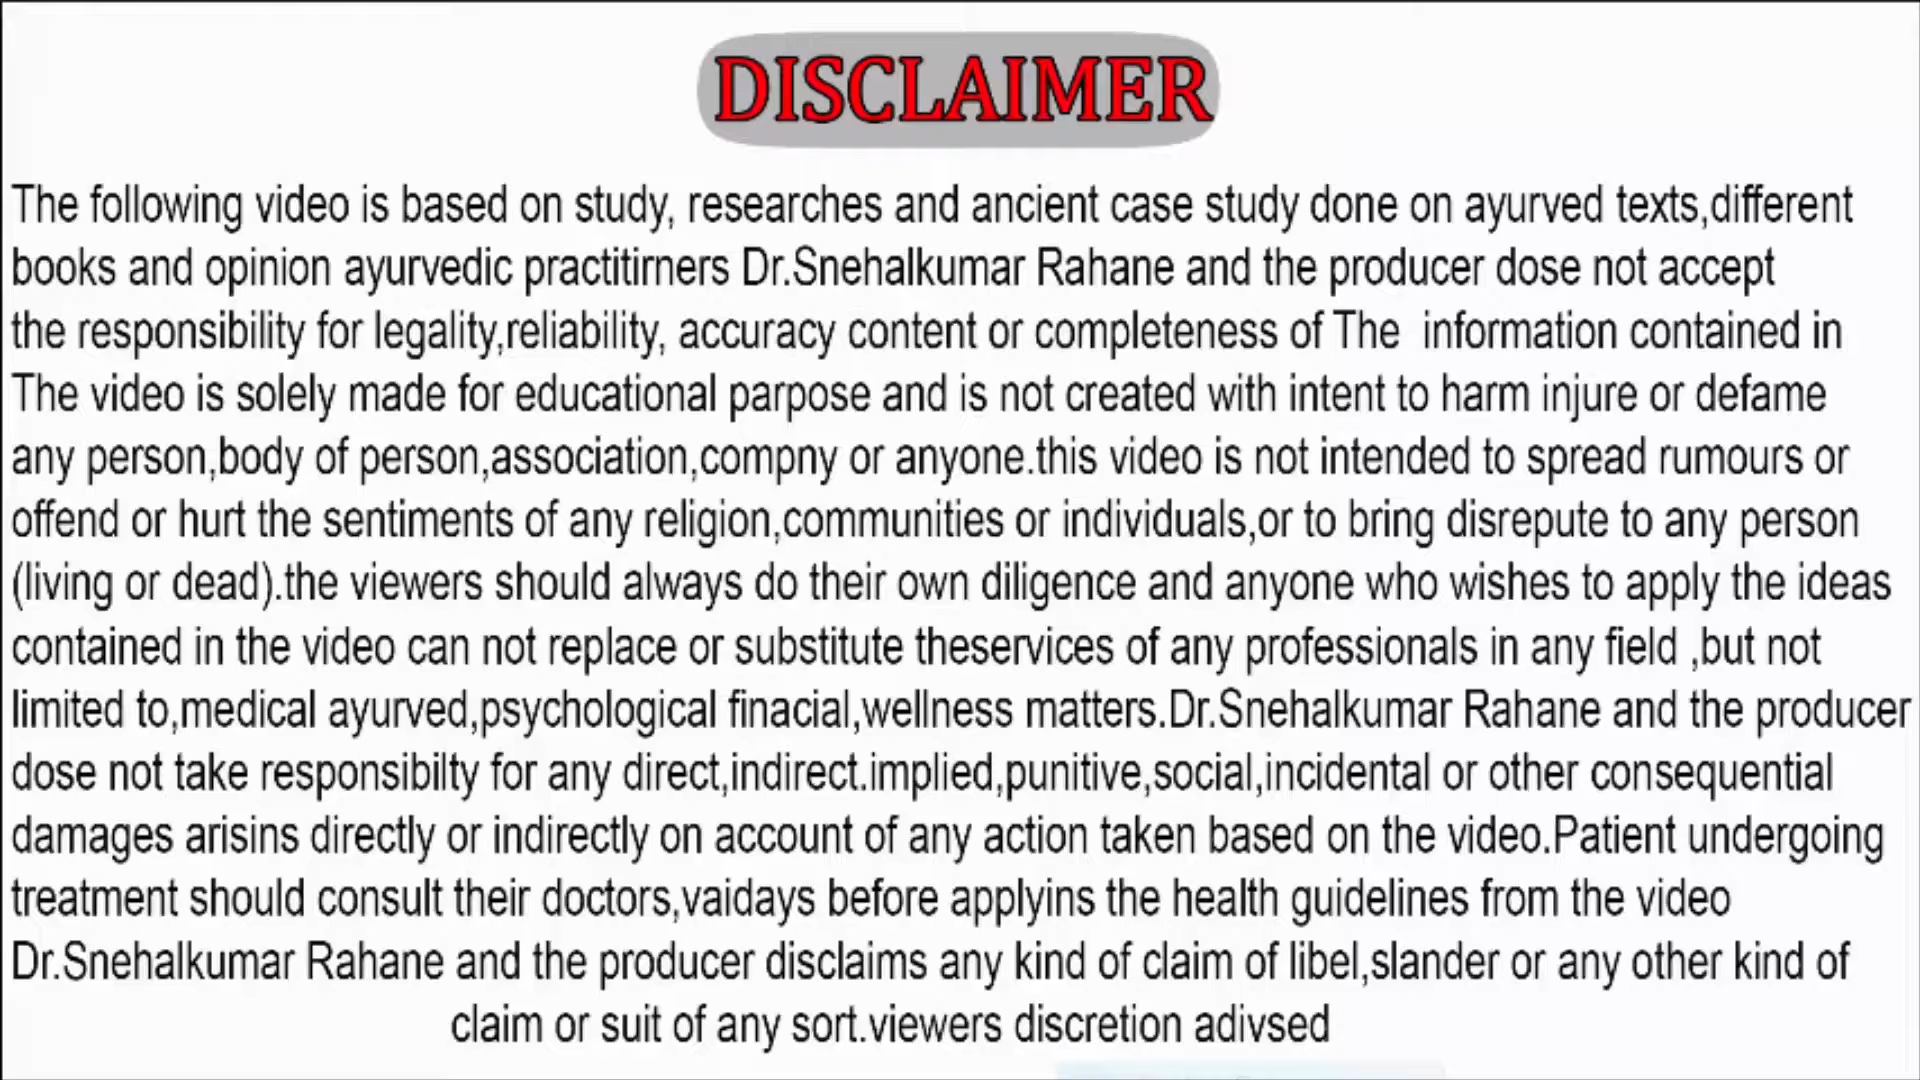 DISCLAIMER
The following video is based on study, researches and ancient case study done on ayurved texts,different
books and opinion ayurvedic practitirners Dr.Snehalkumar Rahane and the producer dose not accept
the responsibility for legality,reliability, accuracy content or completeness of The  information contained in
The video is solely made for educational parpose and is not created with intent to harm injure or defame
any person,body of person,association,compny or anyone.this video is not intended to spread rumours or
offend or hurt the sentiments of any religion,communities or individuals,or to bring disrepute to any person
(living or dead).the viewers should always do their own diligence and anyone who wishes to apply the ideas
contained in the video can not replace or substitute theservices of any professionals in any field ,but not
limited to,medical ayurved,psychological finacial,wellness matters.Dr.Snehalkumar Rahane and the producer
dose not take responsibilty for any direct,indirect.implied,punitive,social,incidental or other consequential
damages arisins directly or indirectly on account of any action taken based on the video.Patient undergoing
treatment should consult their doctors,vaidays before applyins the health guidelines from the video
Dr.Snehalkumar Rahane and the producer disclaims any kind of claim of libel,slander or any other kind of
claim or suit of any sort.viewers discretion adivsed